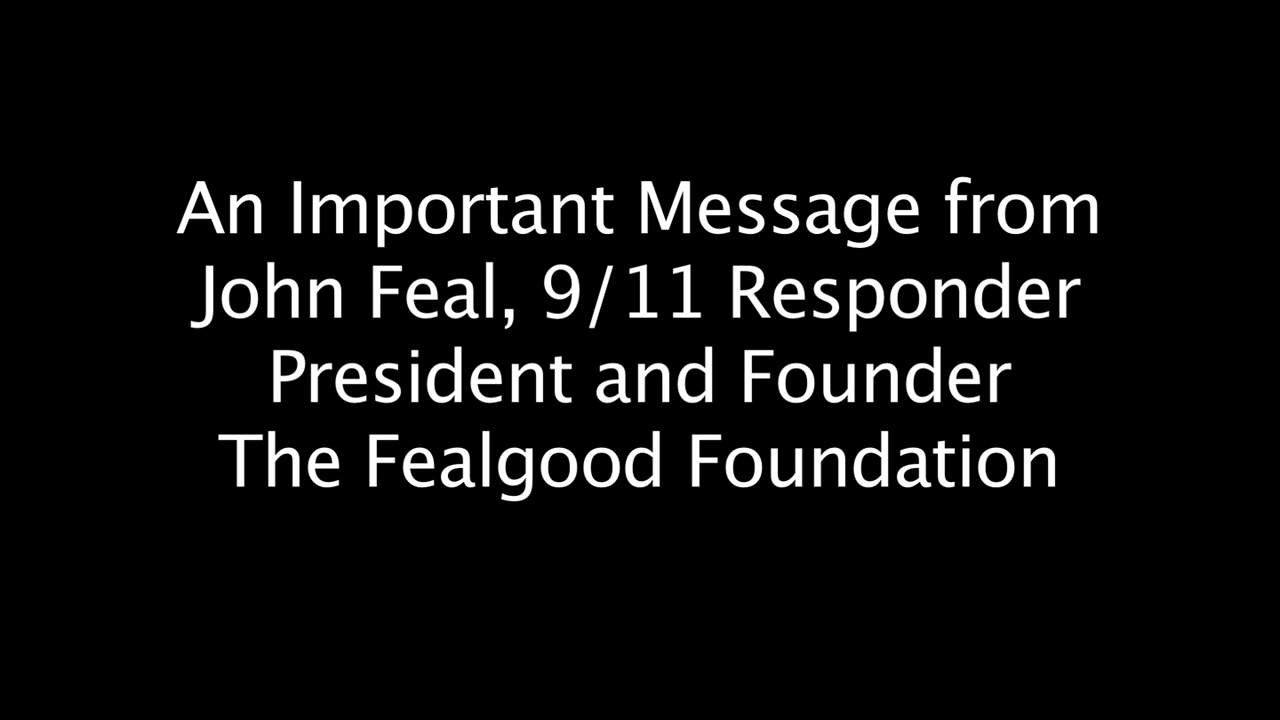 An Important Message from
John Feal, 9/11 Responder
President and Founder
The Fealgood Foundation